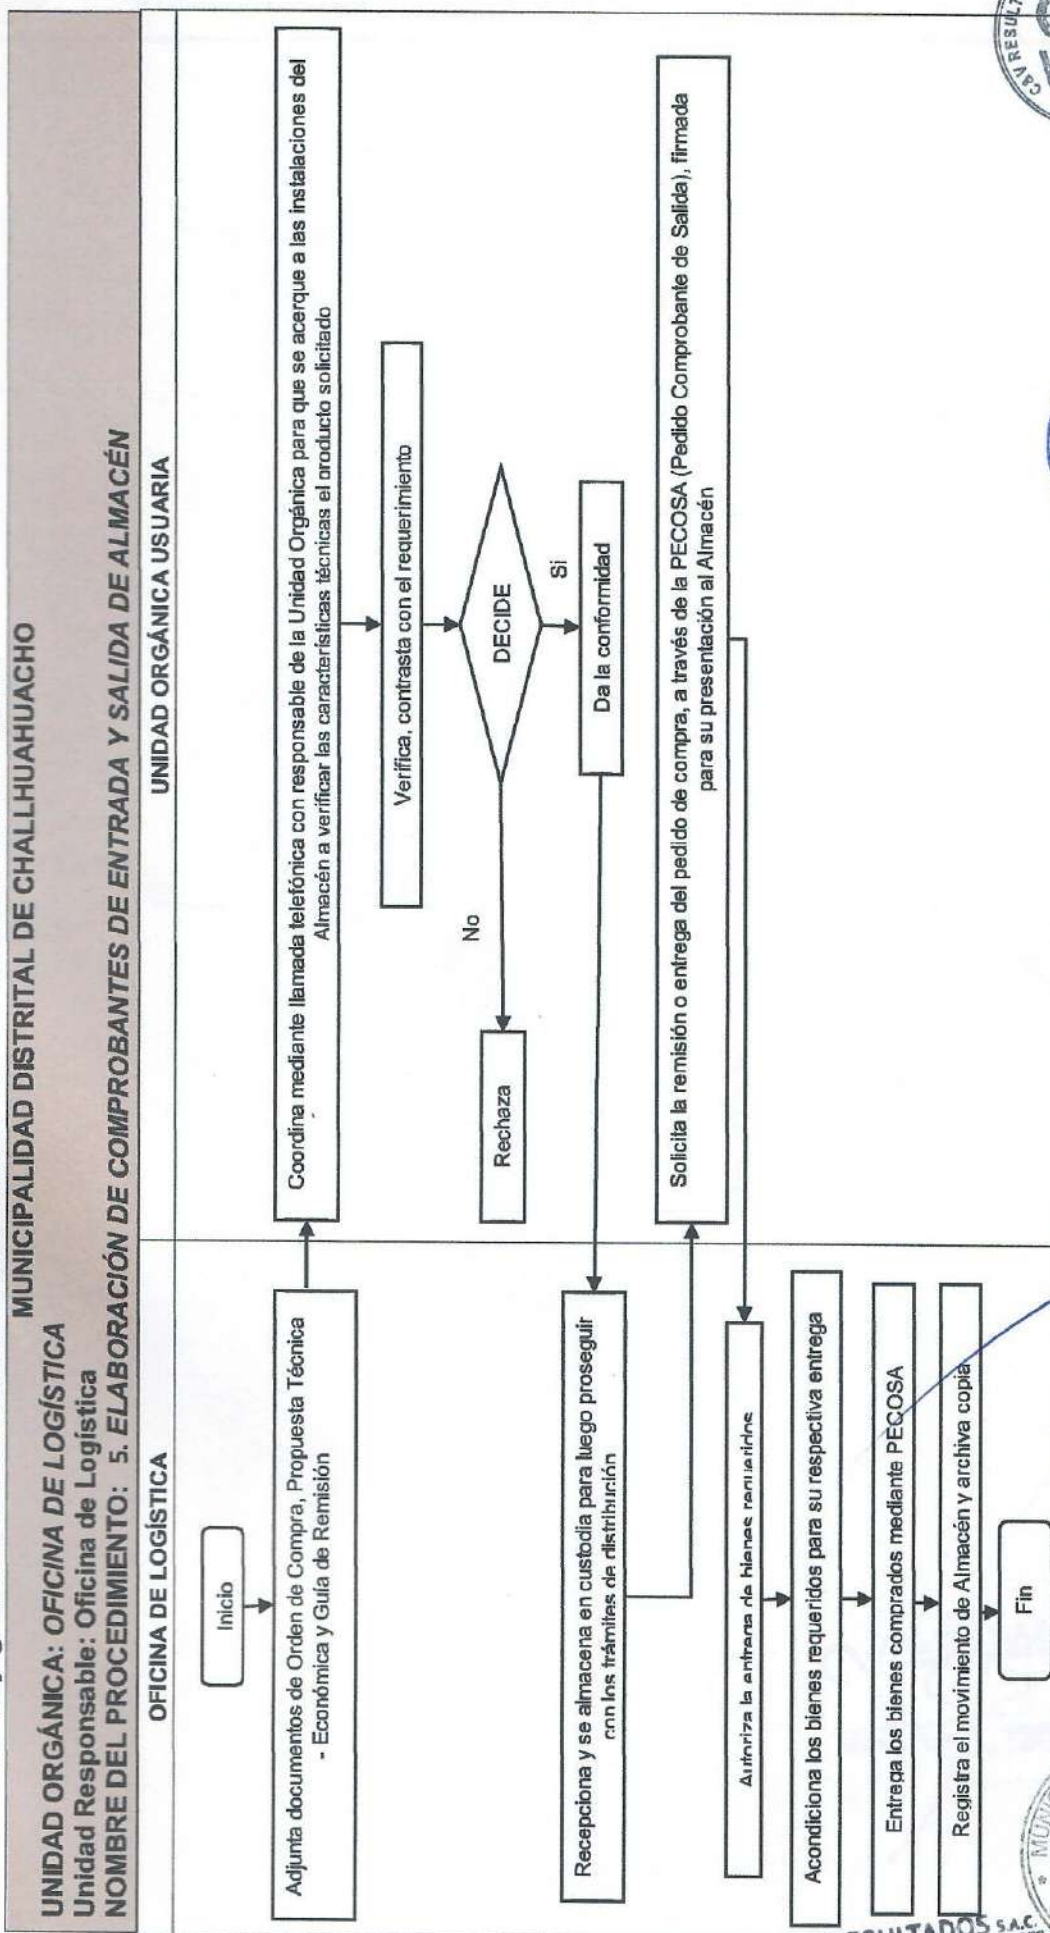 MUNICIPALIDAD DISTRITAL DE CHALLHUAHUACHO
UNIDAD ORGÁNICA: OFICINA DE LOGÍSTICA
Unidad Responsable: Oficina de Logística
NOMBRE DEL PROCEDIMIENTO: 5. ELABORACIÓN DE COMPROBANTES DE ENTRADA Y SALIDA DE ALMACÉN
OFICINA DE LOGÍSTICA
UNIDAD ORGÁNICA USUARIA
Inicio
Adjunta documentos de Orden de Compra, Propuesta Técnica
- Económica y Guía de Remisión
Coordina mediante llamada telefónica con responsable de la Unidad Orgánica para que se acerque a las instalaciones del
Almacén a verificar las características técnicas el producto solicitado
Verifica, contrasta con el requerimiento
DECIDE
No
Si
Rechaza
Da la conformidad
Recepciona y se almacena en custodia para luego proseguir
con los trámites de distribución
Solicita la remisión o entrega del pedido de compra, a través de la PECOSA (Pedido Comprobante de Salida), firmada
para su presentación al Almacén
Autoriza la entrega de bienes requeridos
Acondiciona los bienes requeridos para su respectiva entrega
Entrega los bienes comprados mediante PECOSA
Registra el movimiento de Almacén y archiva copia
Fin
C&V RESULT
MUNI
SULTADOS S.A.C.